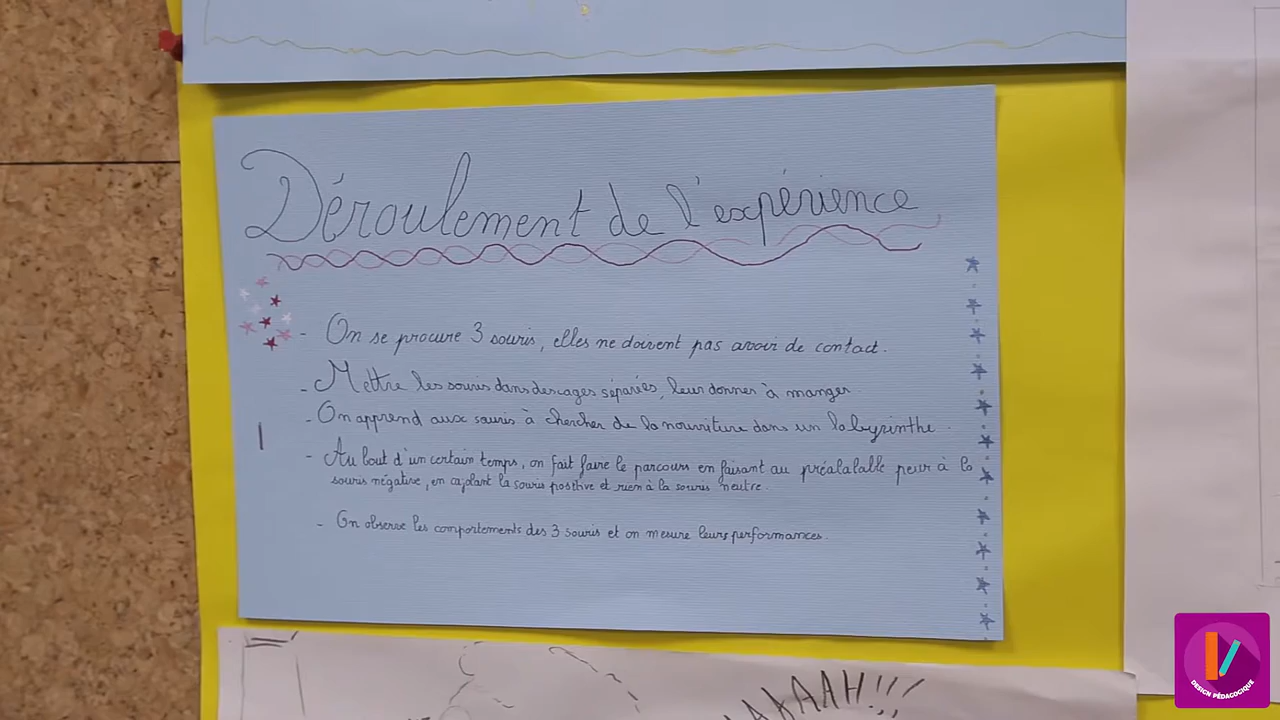 Déroulement de l'expérience
- On se procure 3 souris, elles ne doivent pas avoir de contact.
- Mettre les souris dans des cages séparées, leur donner à manger
- On apprend aux souris à chercher de la nourriture dans un labyrinthe.
- Au bout d'un certain temps, on fait faire le parcours en faisant au préalable peur à la
souris négative, en cajolant la souris positive et rien à la souris neutre.
- On observe les comportements des 3 souris et on mesure leurs performances.
AAAAH!!!
DESIGN PÉDAGOGIQUE